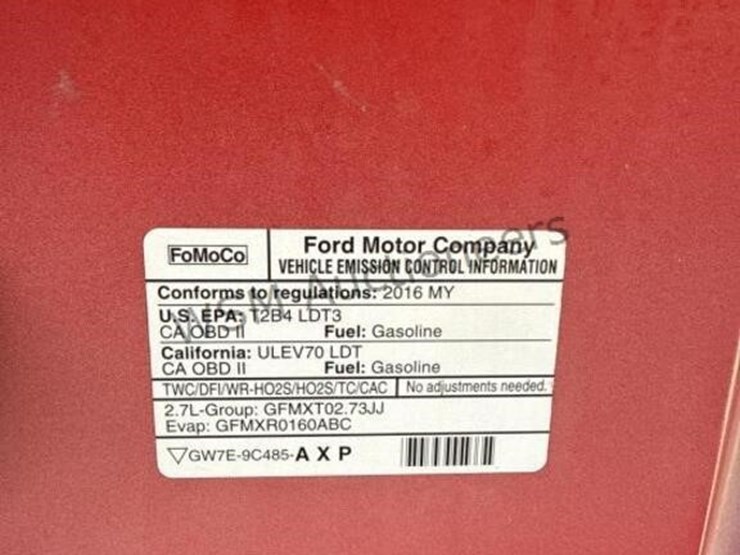 FoMoCo
Ford Motor Company
VEHICLE EMISSION CONTROL INFORMATION
Conforms to regulations: 2016 MY
U.S. EPA: T2B4 LDT3
CA OBD II Fuel: Gasoline
California: ULEV70 LDT
CA OBD II Fuel: Gasoline
TWC/DFI/WR-HO2S/HO2S/TC/CAC No adjustments needed.
2.7L-Group: GFMXT02.73JJ
Evap: GFMXR0160ABC
GW7E-9C485-A X P
WSM Auctioneers